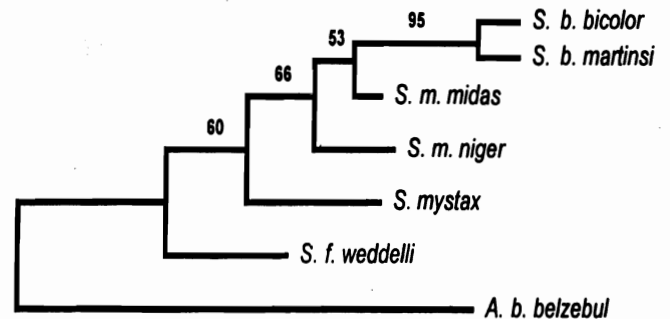 95
S. b. bicolor
53
S. b. martinsi
66
S. m. midas
60
S. m. niger
S. mystax
S. f. weddelli
A. b. belzebul